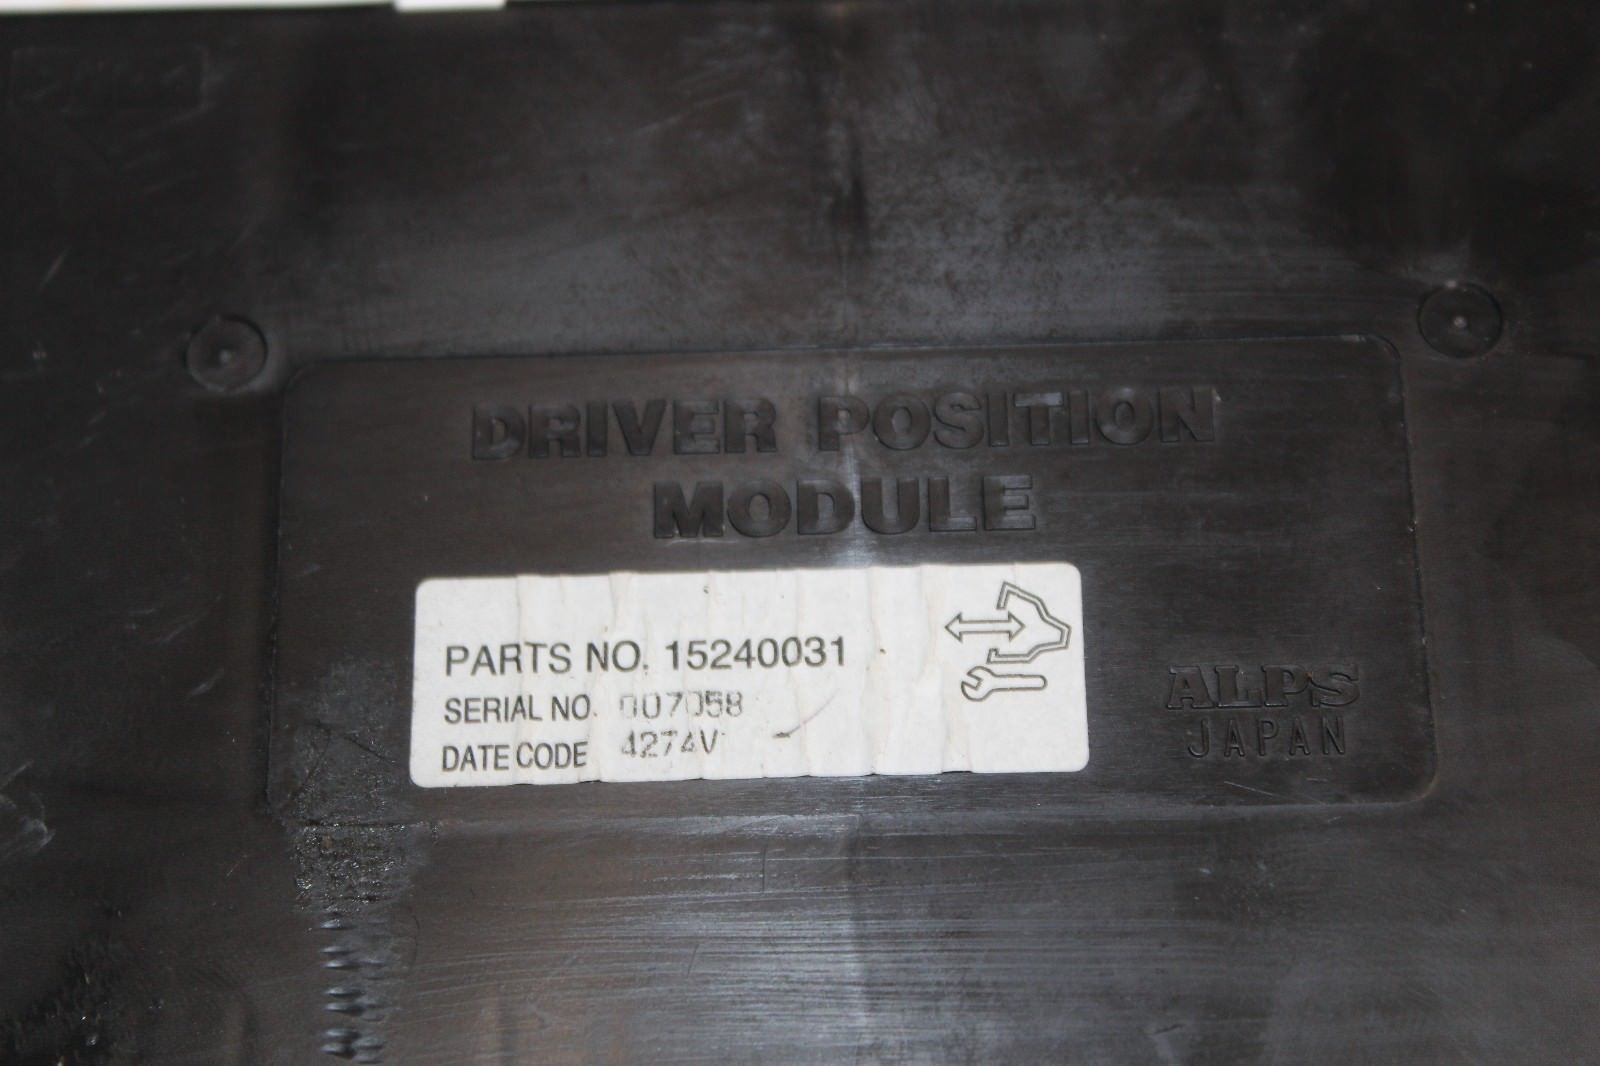 DRIVER POSITION
MODULE
PARTS NO. 15240031
SERIAL NO. 007058
DATE CODE 4274V
ALPS
JAPAN